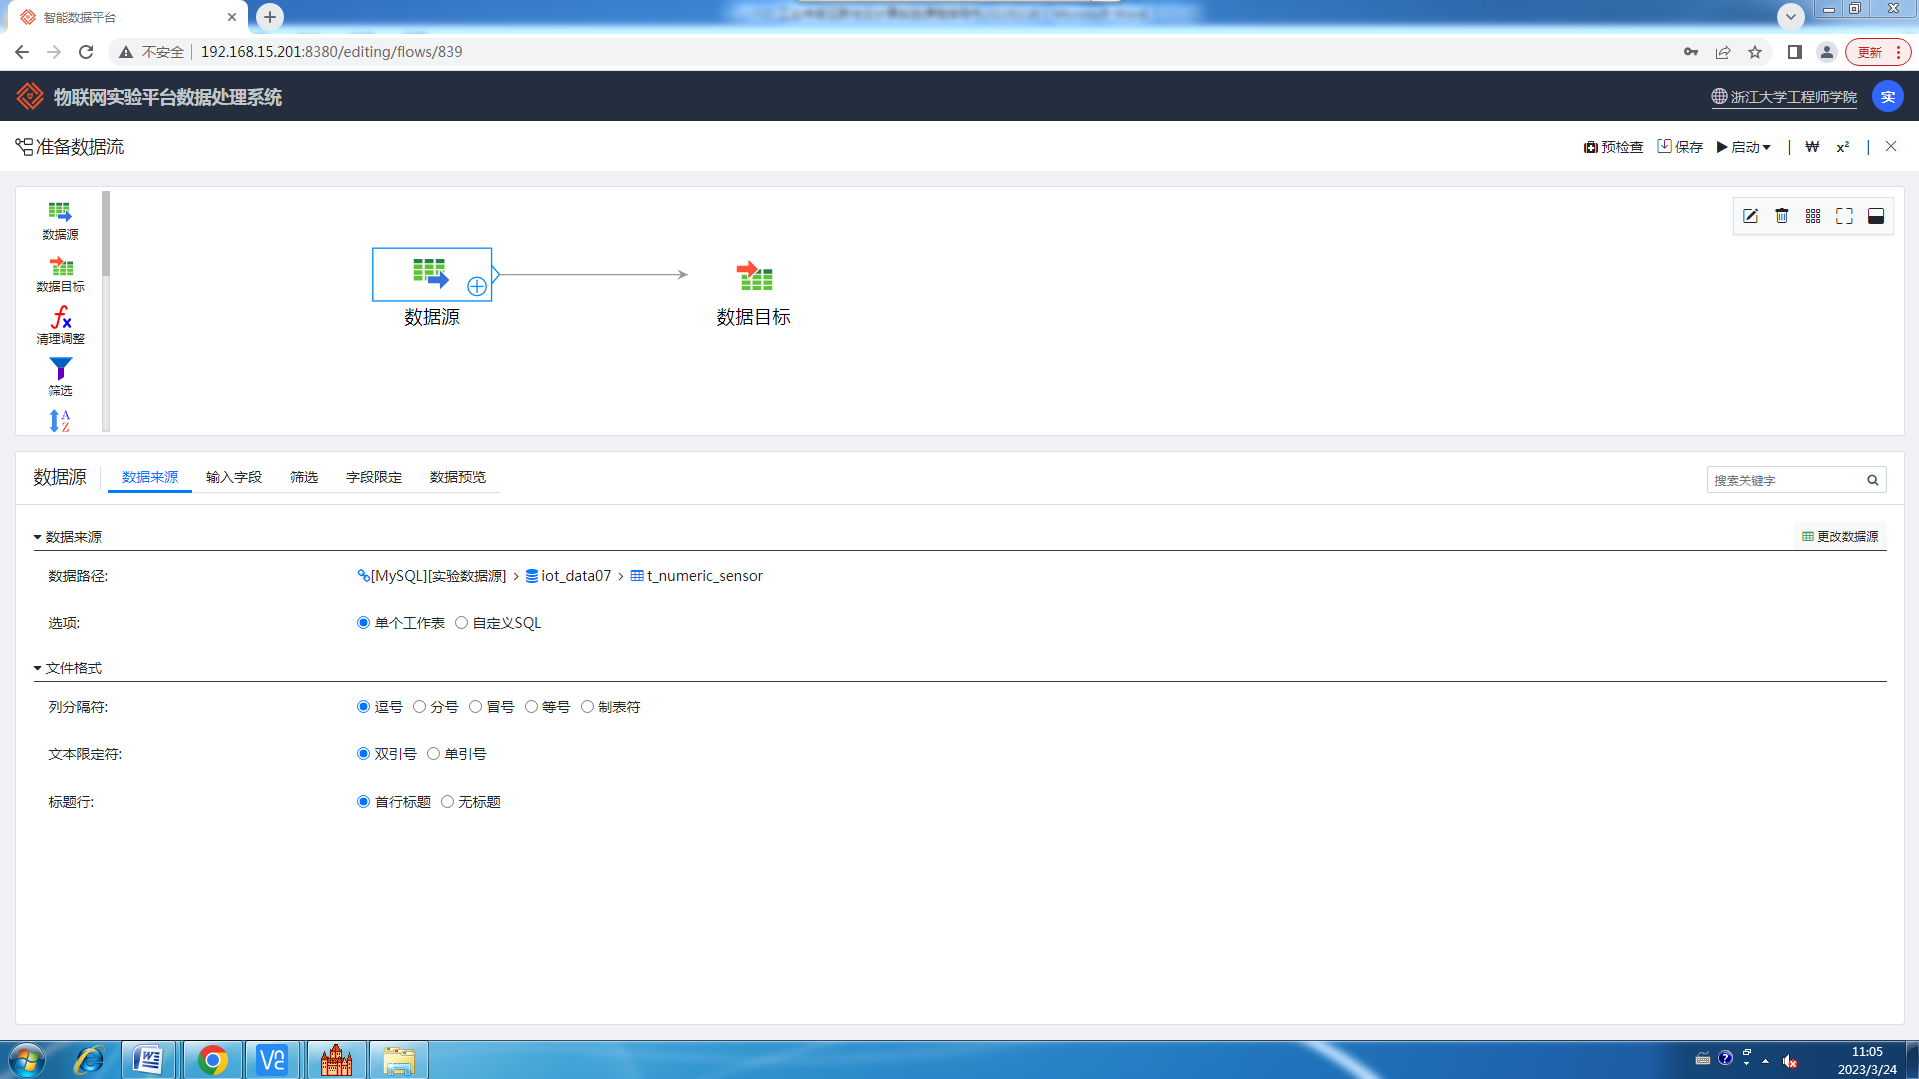 智能数据平台
不安全 192.168.15.201:8380/editing/flows/839
更新
物联网实验平台数据处理系统
浙江大学工程师学院 实
准备数据流
预检查 保存 启动 | ₩ x² |
数据源
数据目标
清理调整
筛选
A
Z
数据源
数据目标
数据源 数据来源 输入字段 筛选 字段限定 数据预览
搜索关键字
数据来源
更改数据源
数据路径: [MySQL][实验数据源] > iot_data07 > t_numeric_sensor
选项: 单个工作表 自定义SQL
文件格式
列分隔符: 逗号 分号 冒号 等号 制表符
文本限定符: 双引号 单引号
标题行: 首行标题 无标题
11:05
2023/3/24